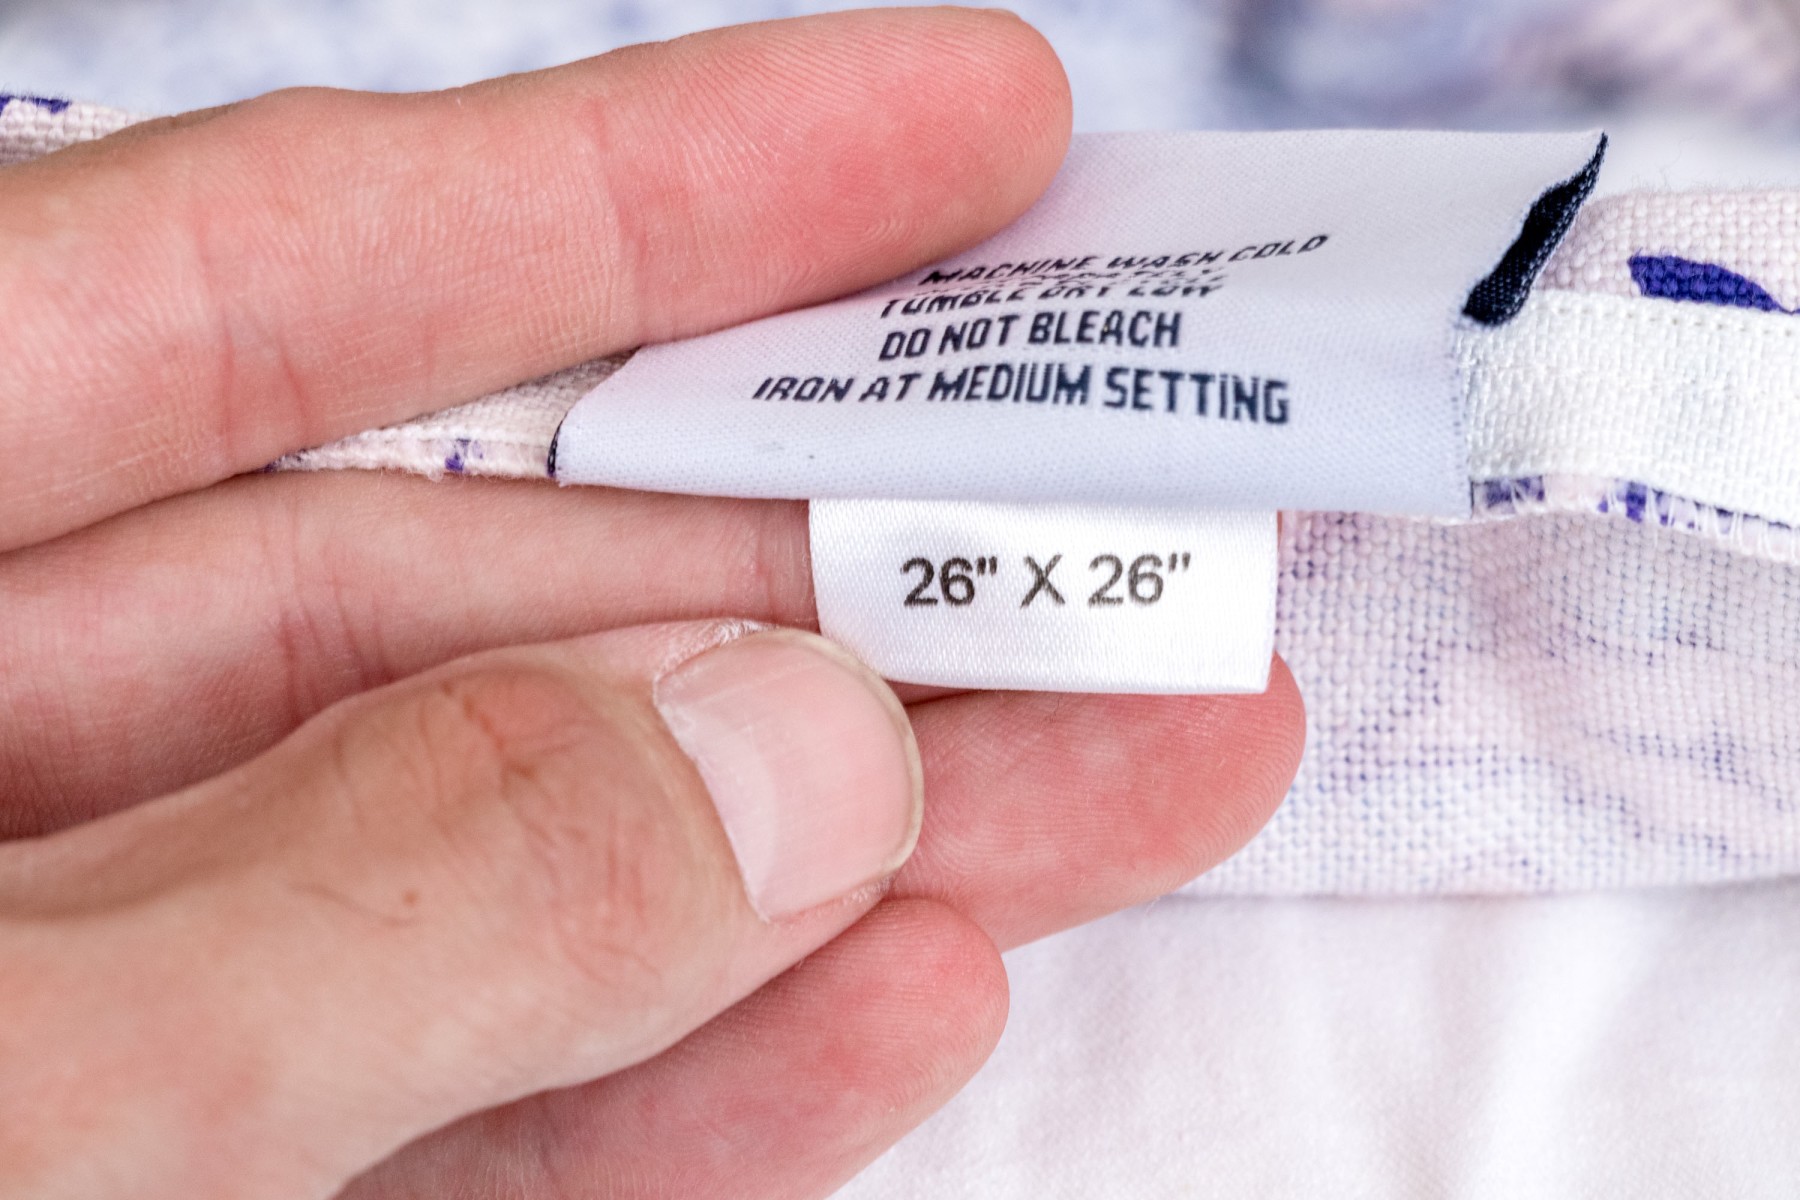 MACHINE WASH COLD
TUMBLE DRY LOW
DO NOT BLEACH
IRON AT MEDIUM SETTING
26" X 26"